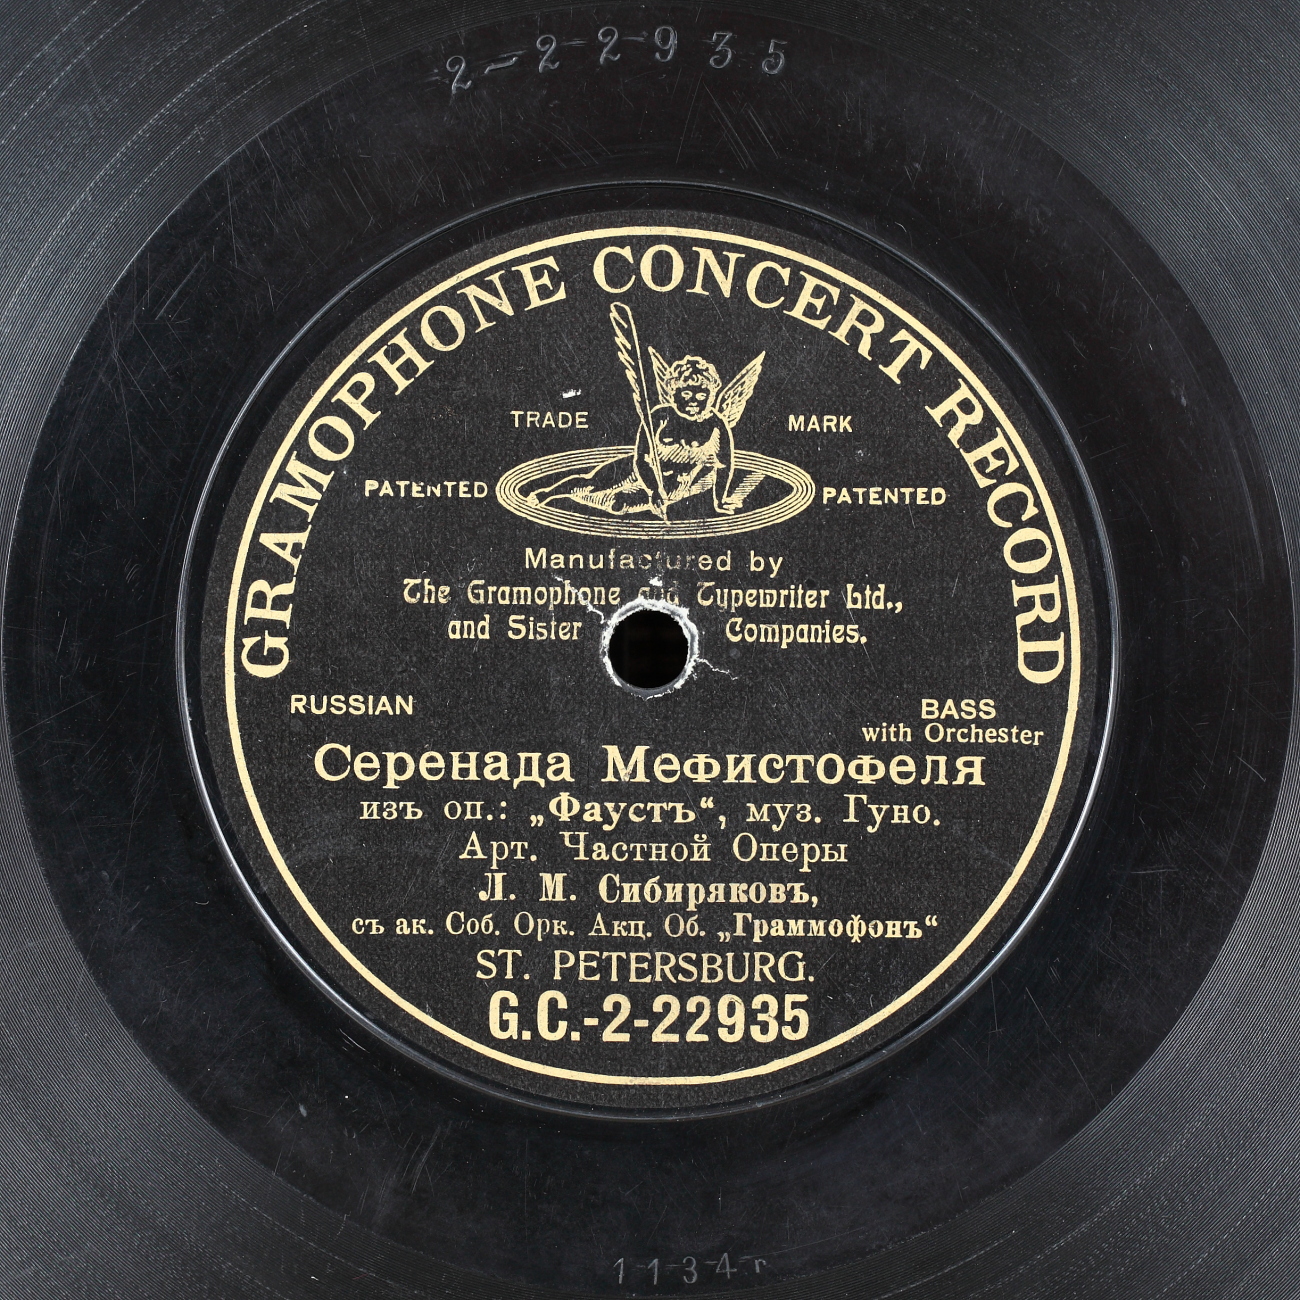 2-22935
GRAMOPHONE CONCERT RECORD
TRADE MARK
PATENTED PATENTED
Manufactured by
The Gramophone and Typewriter Ltd.,
and Sister Companies.
RUSSIAN
BASS
with Orchester
Серенада Мефистофеля
изъ оп.: „Фаустъ“, муз. Гуно.
Арт. Частной Оперы
Л. М. Сибиряковъ,
съ ак. Соб. Орк. Акц. Об. „Граммофонъ“
ST. PETERSBURG.
G.C.-2-22935
1134r